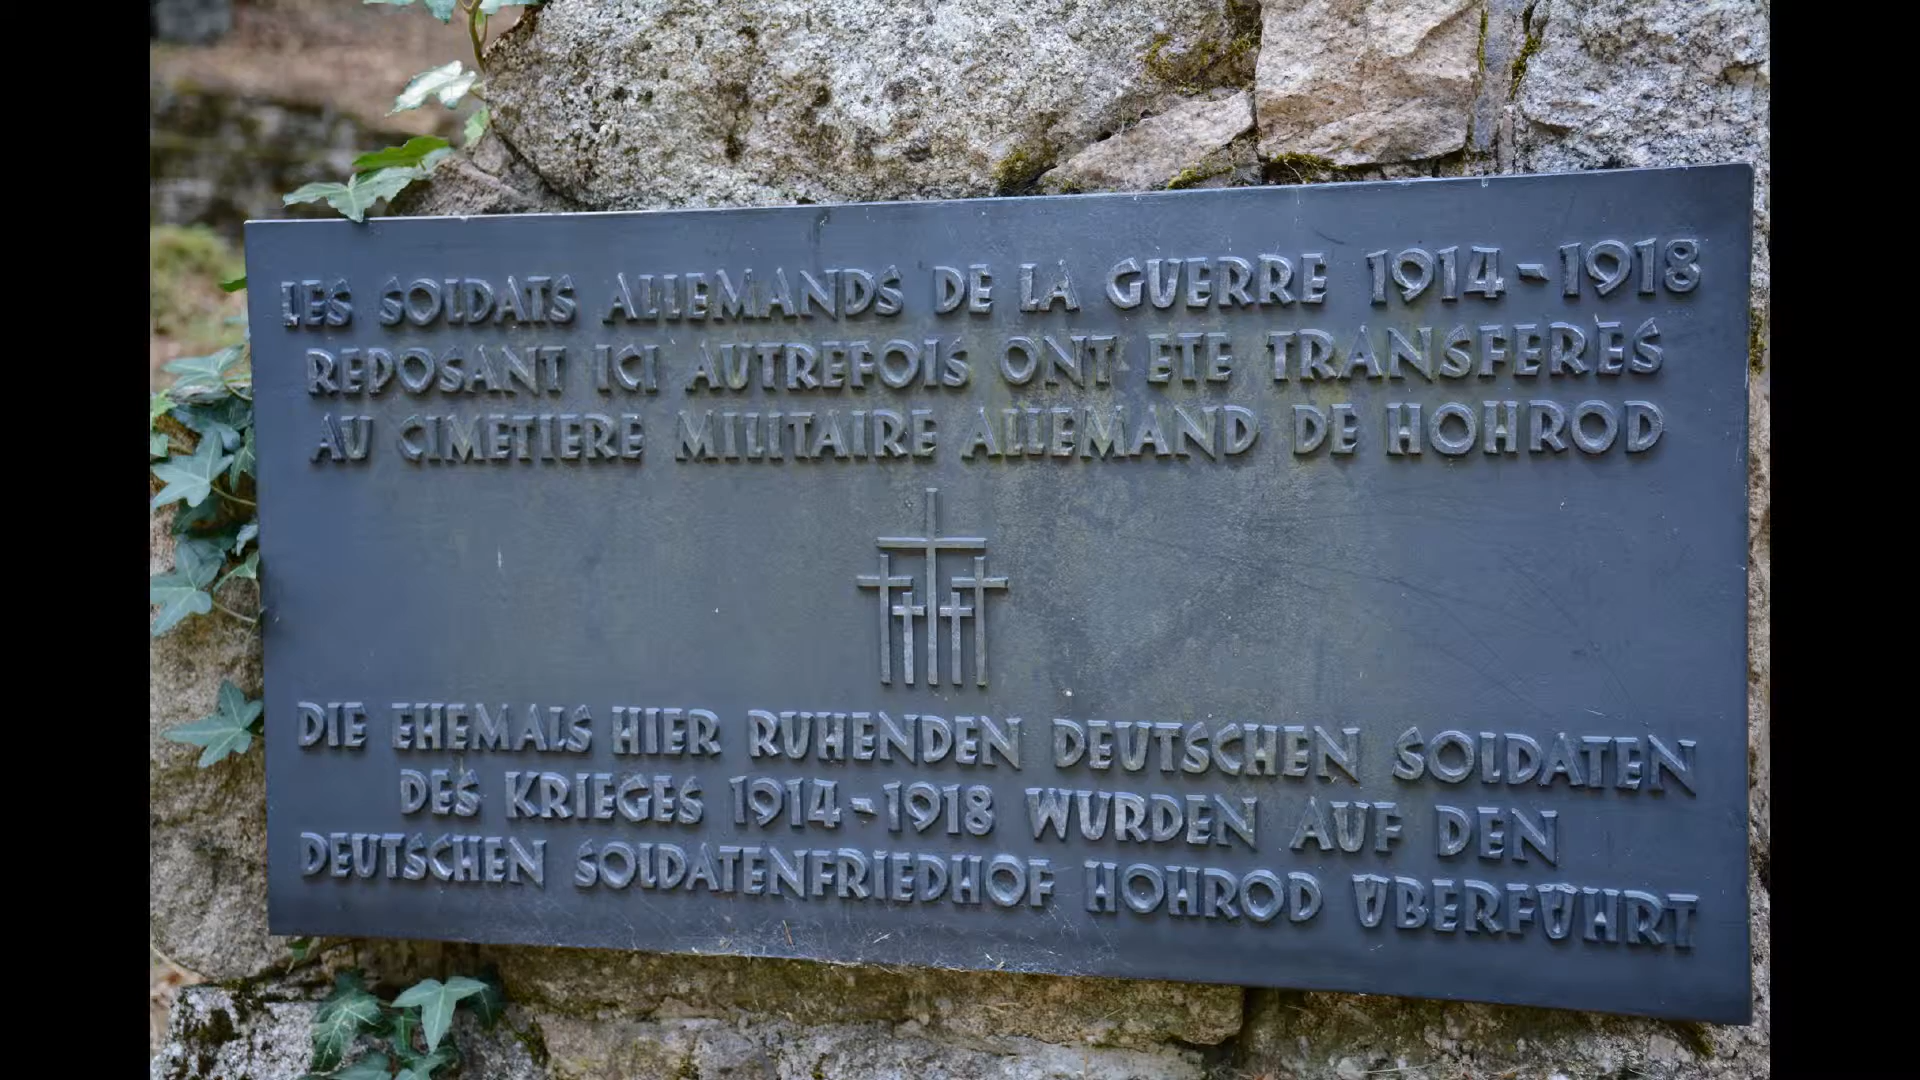 LES SOLDATS ALLEMANDS DE LA GUERRE 1914-1918
REPOSANT ICI AUTREFOIS ONT ETE TRANSFERES
AU CIMETIERE MILITAIRE ALLEMAND DE HOHROD
DIE EHEMALS HIER RUHENDEN DEUTSCHEN SOLDATEN
DES KRIEGES 1914-1918 WURDEN AUF DEN
DEUTSCHEN SOLDATENFRIEDHOF HOHROD ÜBERFÜHRT